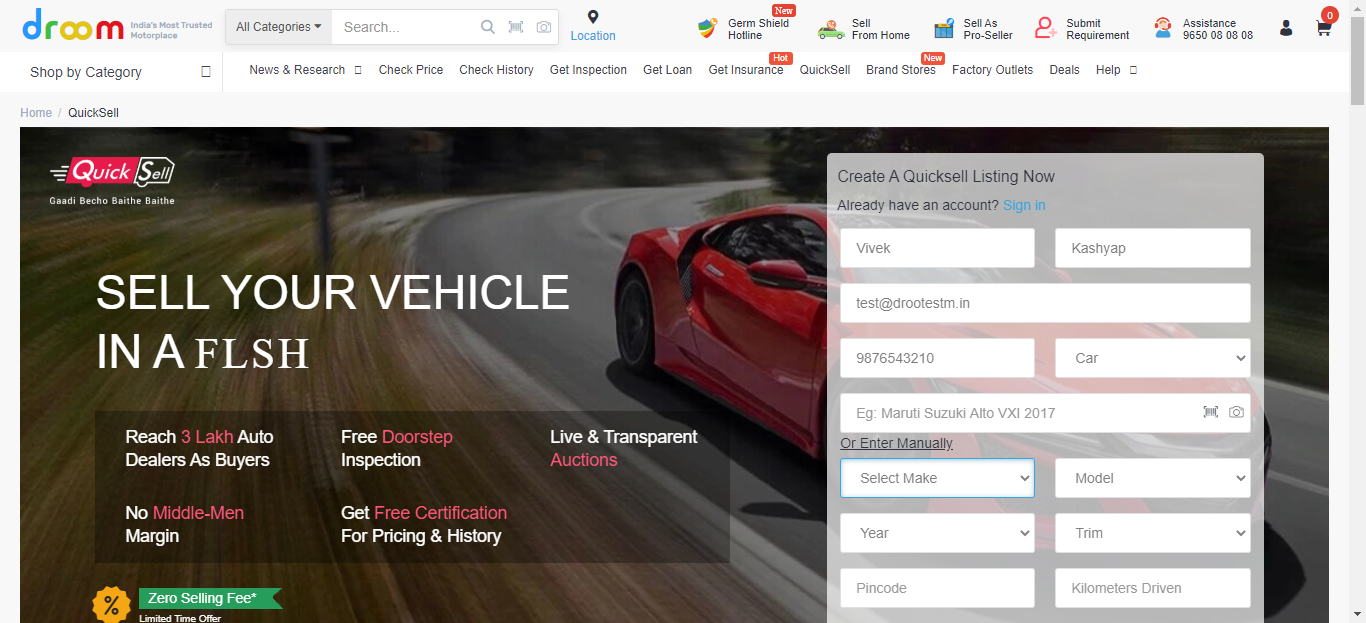 droom India's Most Trusted
Motorplace
All Categories
Search...
Location
New
Germ Shield
Hotline
Sell
From Home
Sell As
Pro-Seller
Submit
Requirement
Assistance
9650 08 08 08
0
Shop by Category
News & Research
Check Price
Check History
Get Inspection
Get Loan
Get Insurance
Hot
QuickSell
Brand Stores
New
Factory Outlets
Deals
Help
Home / QuickSell
Quick Sell
Gaadi Becho Baithe Baithe
SELL YOUR VEHICLE
IN A FLSH
Reach 3 Lakh Auto
Dealers As Buyers
Free Doorstep
Inspection
Live & Transparent
Auctions
No Middle-Men
Margin
Get Free Certification
For Pricing & History
%
Zero Selling Fee*
Limited Time Offer
Create A Quicksell Listing Now
Already have an account? Sign in
Vivek
Kashyap
test@drootestm.in
9876543210
Car
Eg: Maruti Suzuki Alto VXI 2017
Or Enter Manually
Select Make
Model
Year
Trim
Pincode
Kilometers Driven